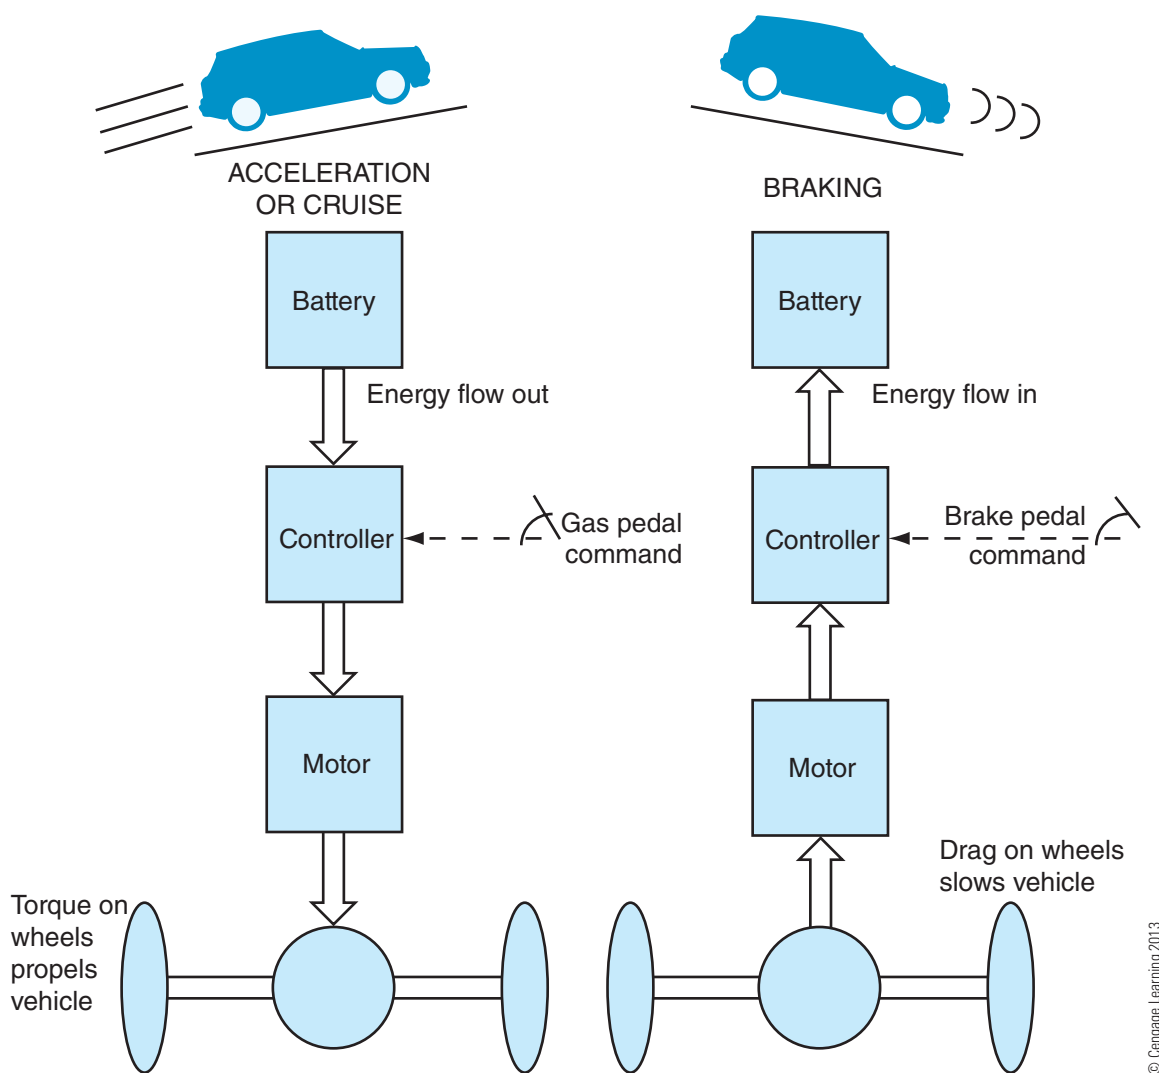 ACCELERATION
OR CRUISE
Battery
Energy flow out
Controller
Gas pedal
command
Motor
Torque on
wheels
propels
vehicle
BRAKING
Battery
Energy flow in
Controller
Brake pedal
command
Motor
Drag on wheels
slows vehicle
© Cengage Learning 2013